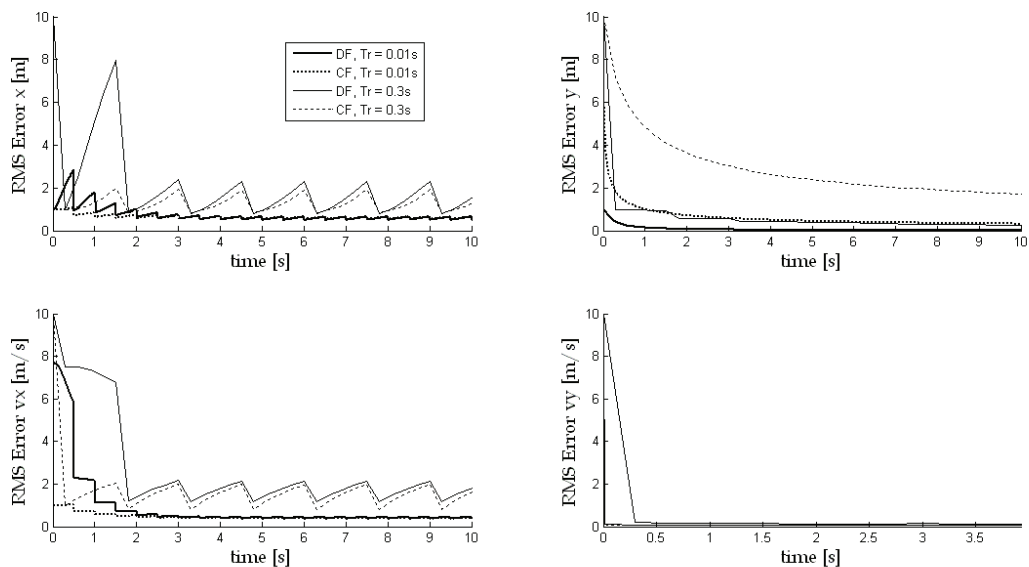 RMS Error x [m]
10
8
6
4
2
0
0 1 2 3 4 5 6 7 8 9 10
time [s]
DF, Tr = 0.01s
CF, Tr = 0.01s
DF, Tr = 0.3s
CF, Tr = 0.3s
RMS Error y [m]
10
8
6
4
2
0
0 1 2 3 4 5 6 7 8 9 10
time [s]
RMS Error vx [m/s]
10
8
6
4
2
0
0 1 2 3 4 5 6 7 8 9 10
time [s]
RMS Error vy [m/s]
10
8
6
4
2
0
0.5 1 1.5 2 2.5 3 3.5
time [s]